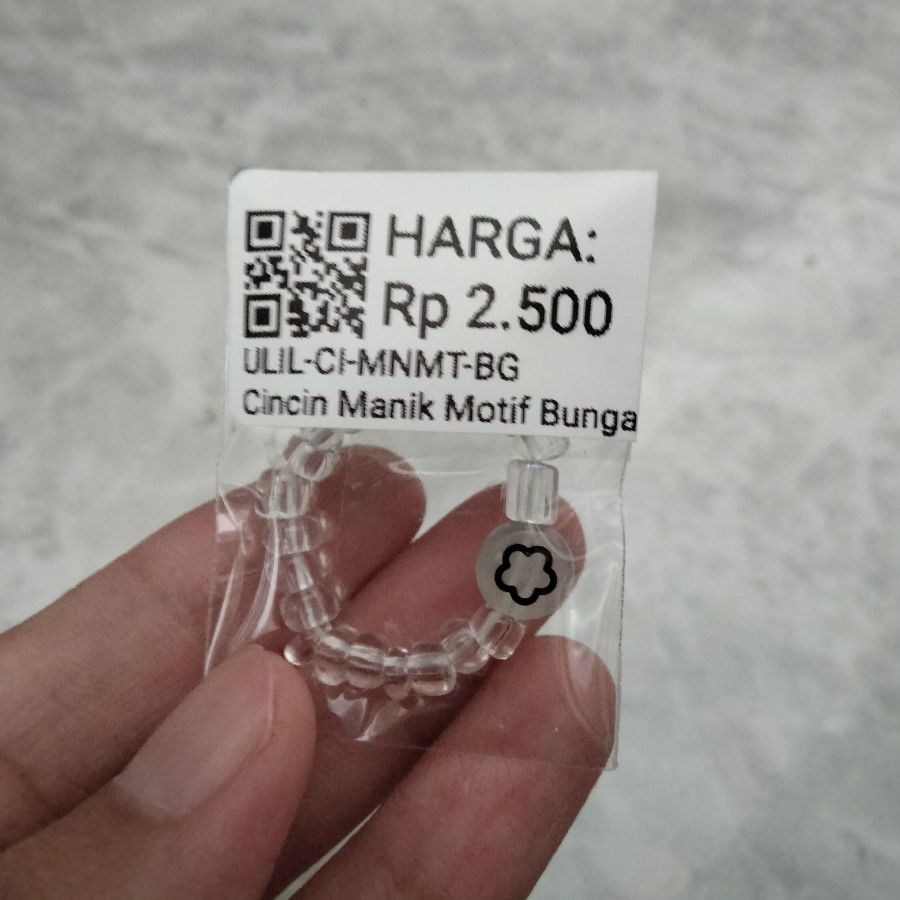 HARGA:
Rp 2.500
ULIL-CI-MNMT-BG
Cincin Manik Motif Bunga